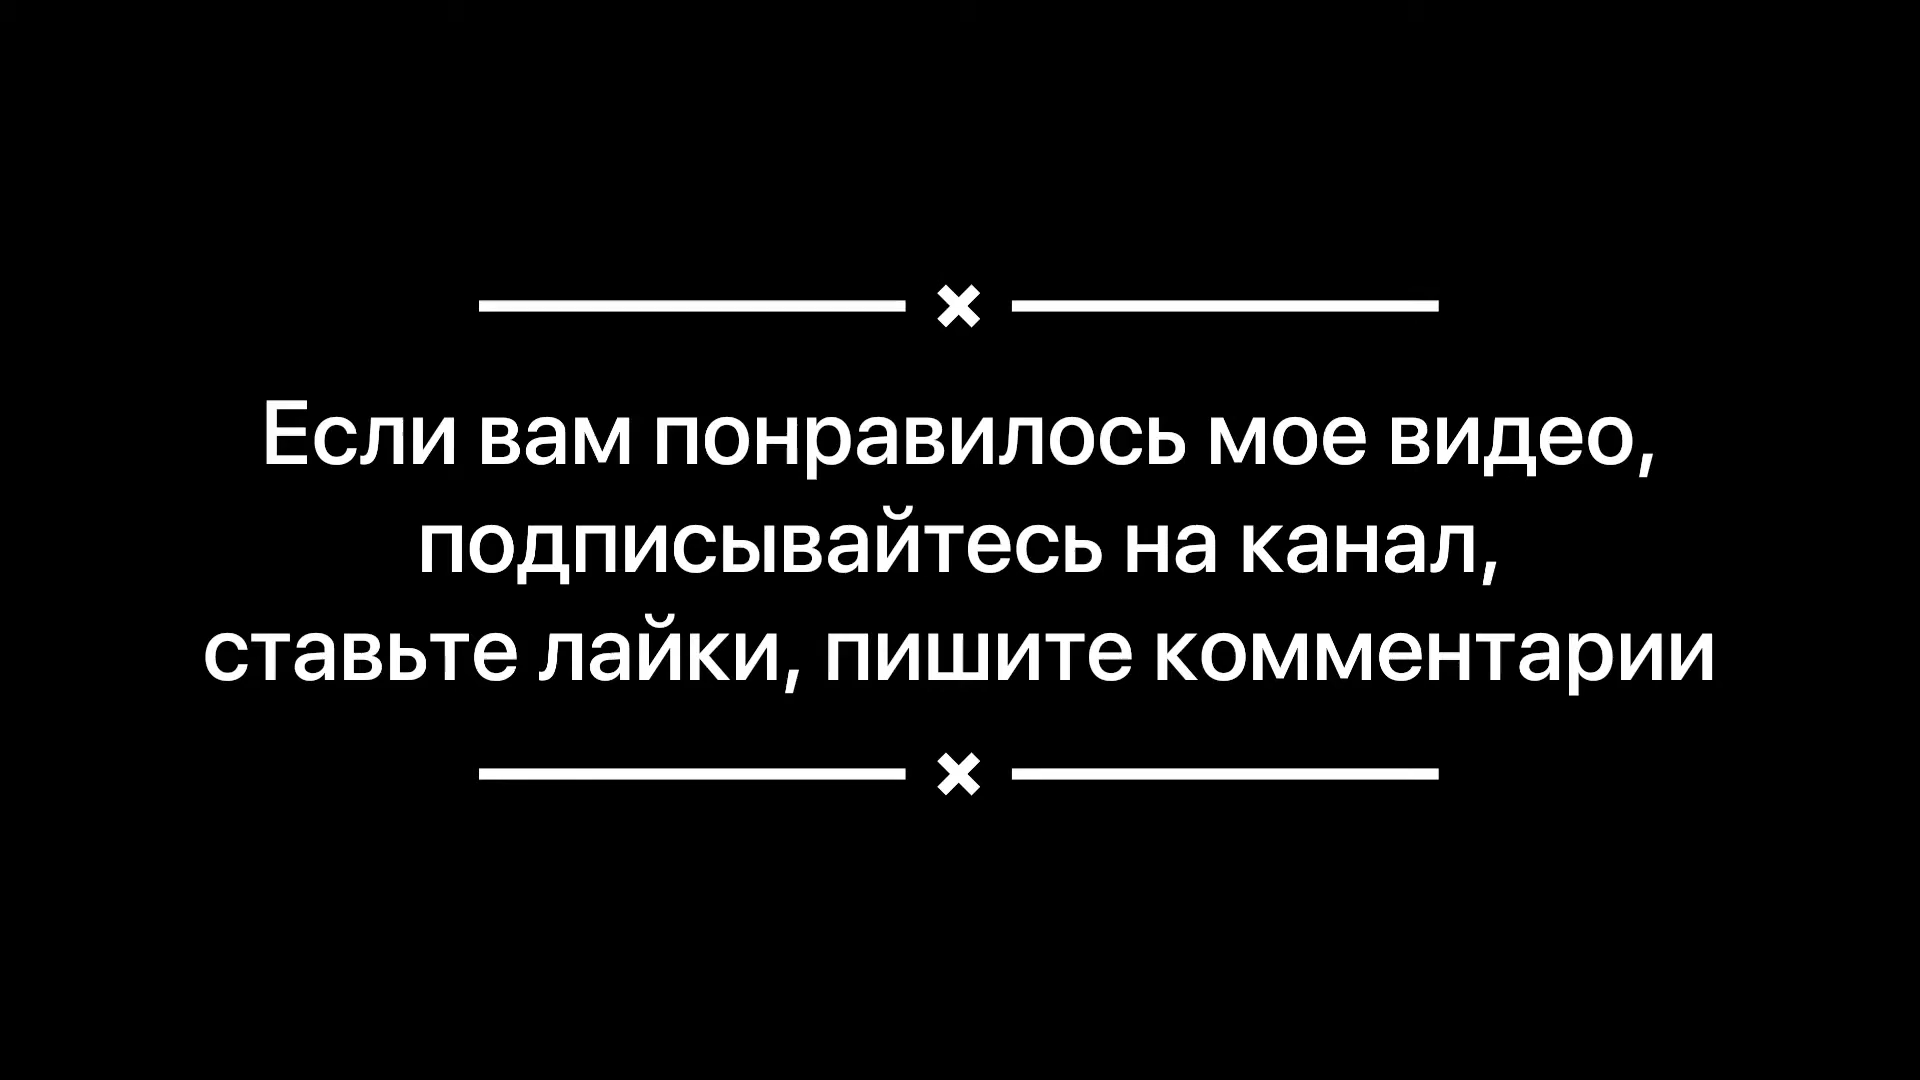 Если вам понравилось мое видео,
подписывайтесь на канал,
ставьте лайки, пишите комментарии